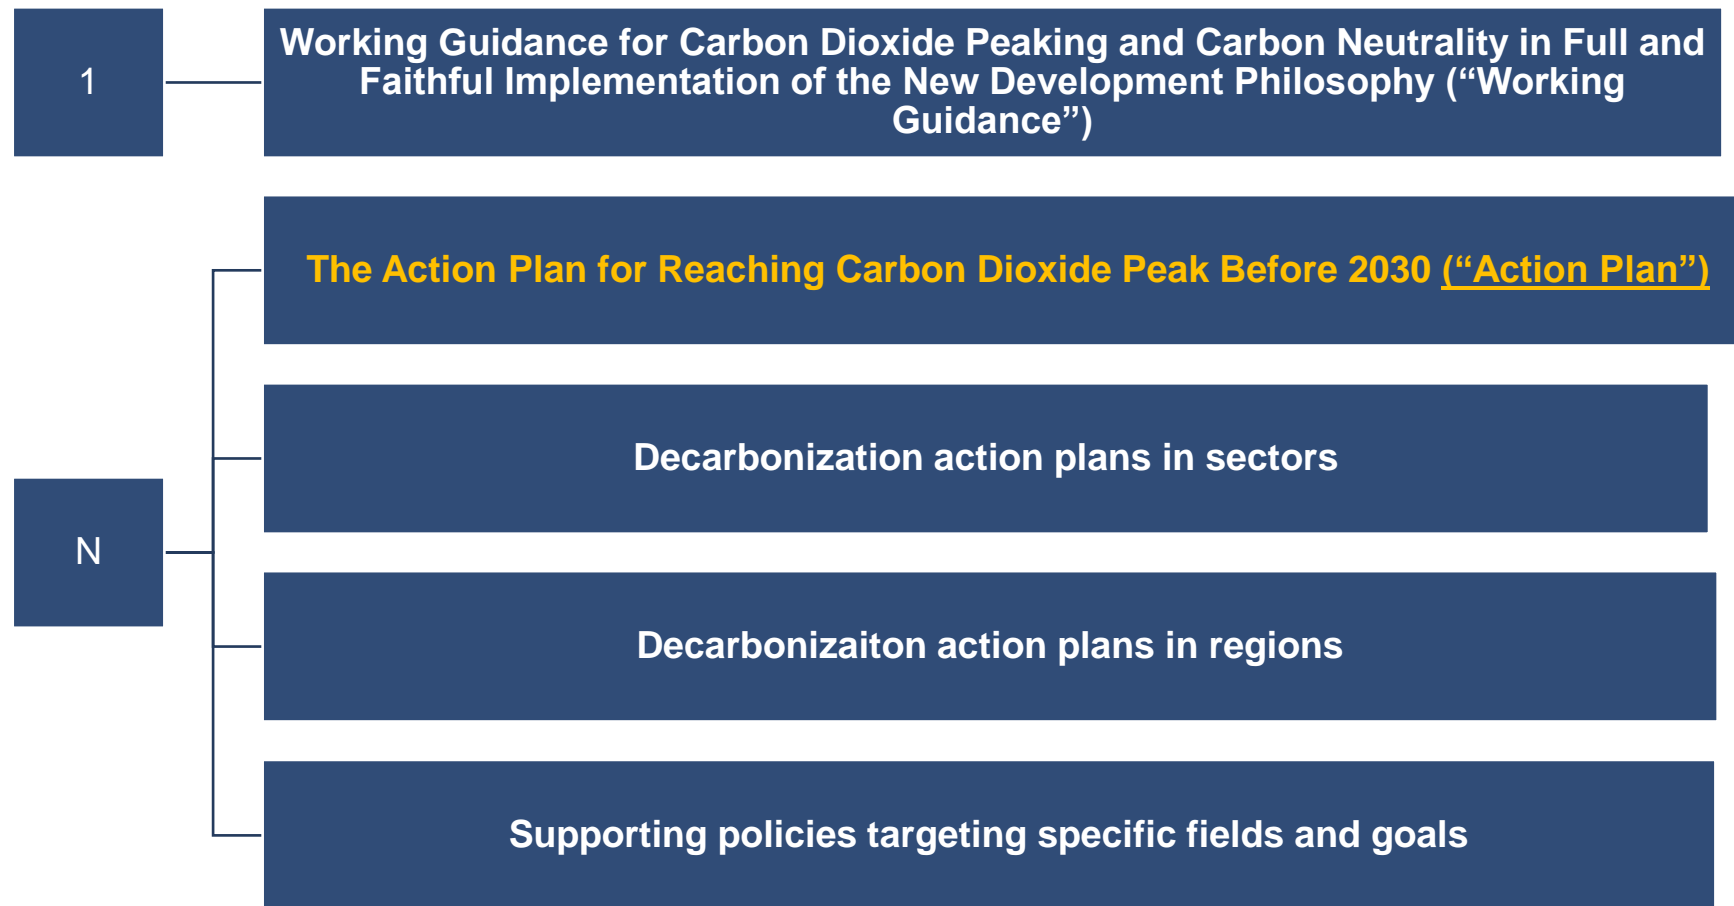 1
Working Guidance for Carbon Dioxide Peaking and Carbon Neutrality in Full and
Faithful Implementation of the New Development Philosophy (“Working
Guidance”)
The Action Plan for Reaching Carbon Dioxide Peak Before 2030 (“Action Plan”)
Decarbonization action plans in sectors
N
Decarbonizaiton action plans in regions
Supporting policies targeting specific fields and goals